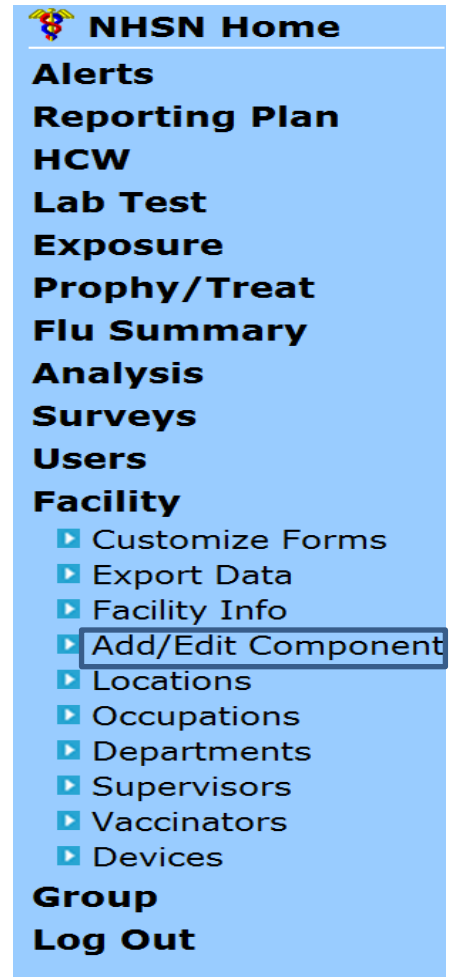 NHSN Home
Alerts
Reporting Plan
HCW
Lab Test
Exposure
Prophy/Treat
Flu Summary
Analysis
Surveys
Users
Facility
Customize Forms
Export Data
Facility Info
Add/Edit Component
Locations
Occupations
Departments
Supervisors
Vaccinators
Devices
Group
Log Out